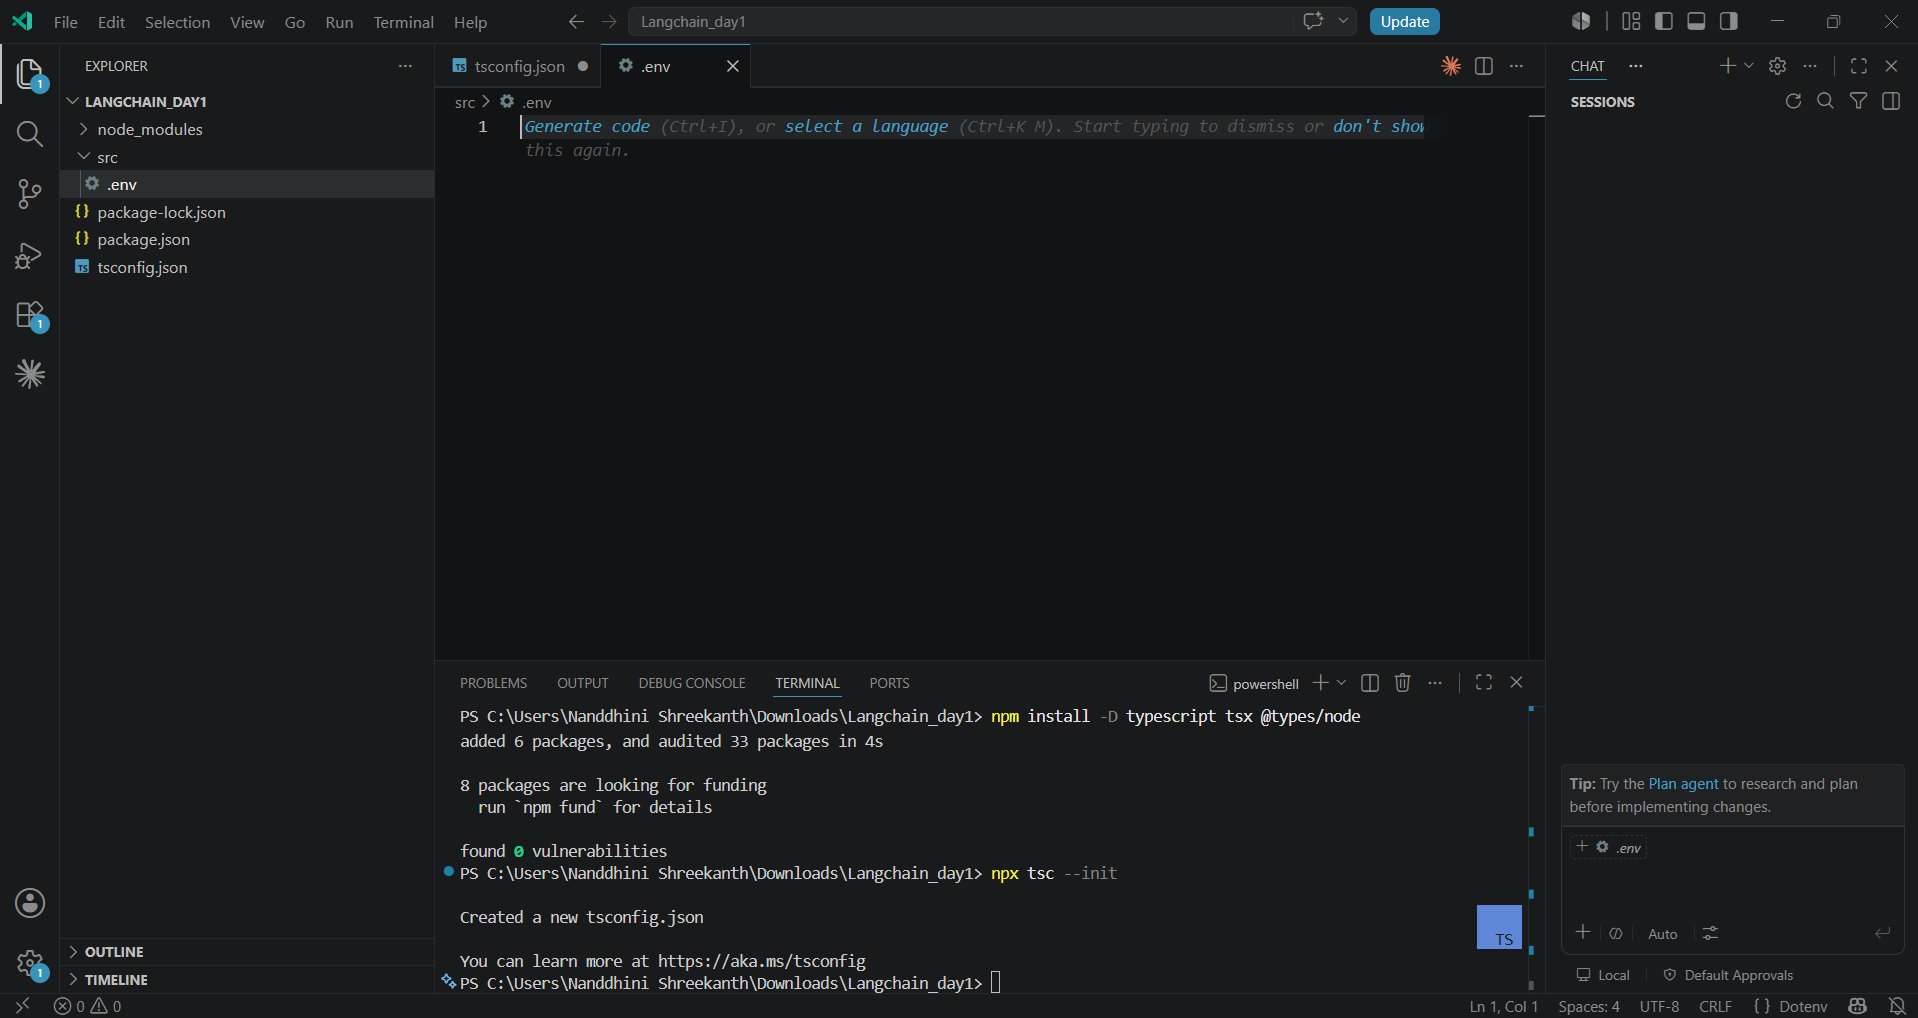 File Edit Selection View Go Run Terminal Help
Langchain_day1
Update
EXPLORER
LANGCHAIN_DAY1
node_modules
src
.env
package-lock.json
package.json
TS tsconfig.json
OUTLINE
TIMELINE
1
1
1
TS tsconfig.json
.env
src > .env
1
Generate code (Ctrl+I), or select a language (Ctrl+K M). Start typing to dismiss or don't show
this again.
PROBLEMS OUTPUT DEBUG CONSOLE TERMINAL PORTS
powershell
PS C:\Users\Nanddhini Shreekanth\Downloads\Langchain_day1> npm install -D typescript tsx @types/node
added 6 packages, and audited 33 packages in 4s
8 packages are looking for funding
run `npm fund` for details
found 0 vulnerabilities
PS C:\Users\Nanddhini Shreekanth\Downloads\Langchain_day1> npx tsc --init
Created a new tsconfig.json
TS
You can learn more at https://aka.ms/tsconfig
PS C:\Users\Nanddhini Shreekanth\Downloads\Langchain_day1>
CHAT
SESSIONS
Tip: Try the Plan agent to research and plan
before implementing changes.
.env
Auto
Local
Default Approvals
0 0
Ln 1, Col 1
Spaces: 4
UTF-8
CRLF
{ } Dotenv